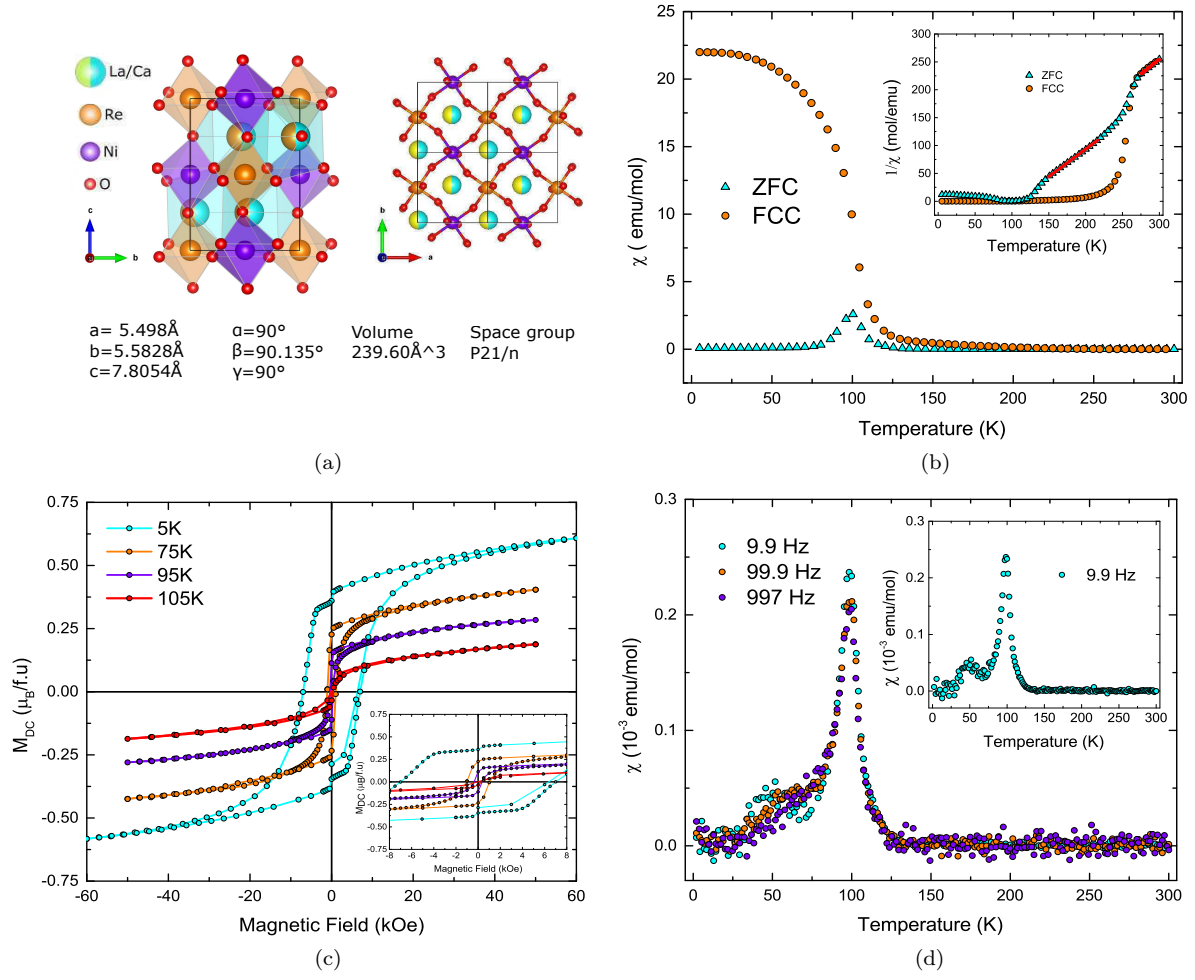 La/Ca
Re
Ni
O
c
b
a
b
a
c
a= 5.498Å
b=5.5828Å
c=7.8054Å
α=90°
β=90.135°
γ=90°
Volume
239.60Å^3
Space group
P21/n
(a)
χ ( emu/mol)
25
20
15
10
5
0
0 50 100 150 200 250 300
Temperature (K)
ZFC
FCC
1/χ (mol/emu)
300
250
200
150
100
50
0
0 50 100 150 200 250 300
Temperature (K)
ZFC
FCC
(b)
M_DC (μ_B/f.u)
0.75
0.50
0.25
0.00
-0.25
-0.50
-0.75
-60 -40 -20 0 20 40 60
Magnetic Field (kOe)
5K
75K
95K
105K
M_DC (μ_B/f.u)
0.75
0.50
0.25
0.00
-0.25
-0.50
-0.75
-8 -6 -4 -2 0 2 4 6 8
Magnetic Field (kOe)
(c)
χ (10⁻³ emu/mol)
0.3
0.2
0.1
0.0
0 50 100 150 200 250 300
Temperature (K)
9.9 Hz
99.9 Hz
997 Hz
χ (10⁻³ emu/mol)
0.3
0.2
0.1
0.0
0 50 100 150 200 250 300
Temperature (K)
9.9 Hz
(d)